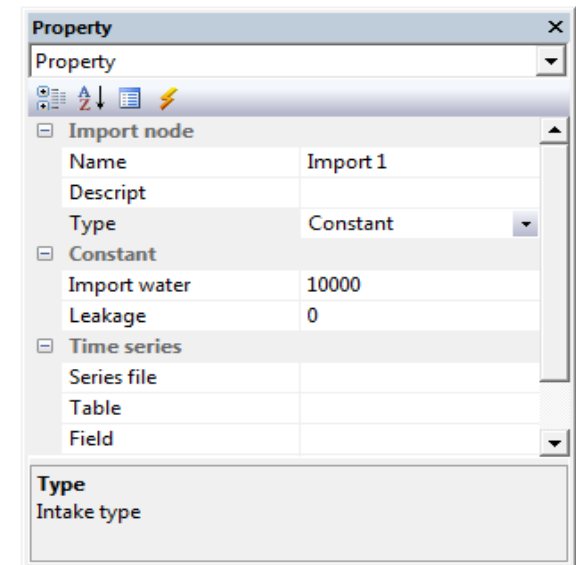 Property
Property
Import node
Name Import 1
Descript
Type Constant
Constant
Import water 10000
Leakage 0
Time series
Series file
Table
Field
Type
Intake type